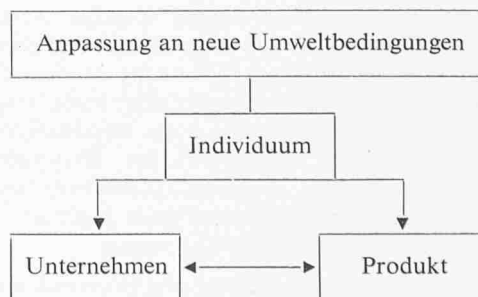 Anpassung an neue Umweltbedingungen
Individuum
Unternehmen
Produkt